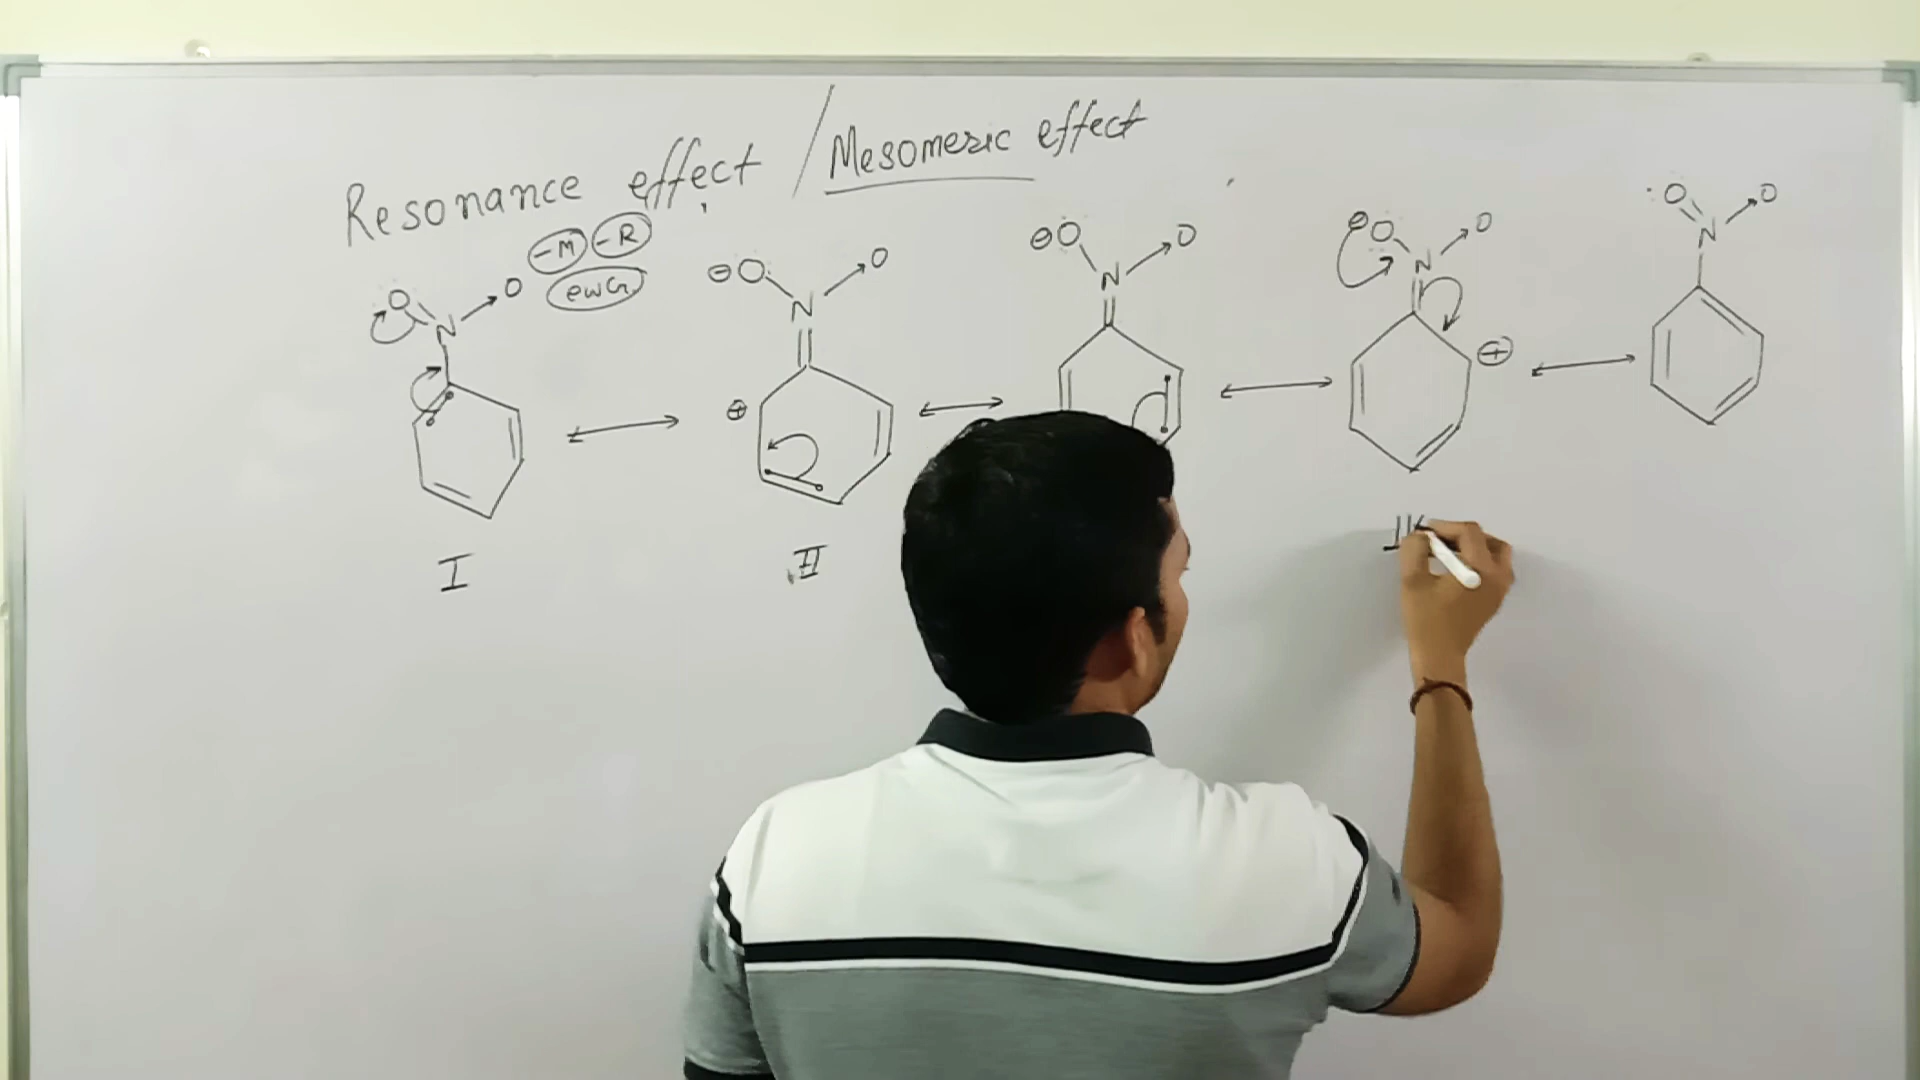 Resonance effect / Mesomeric effect
-M -R
ewG
O N O
⊖O N O
⊕
⊖O N O
⊖O N O
⊕
:O N O
I
II